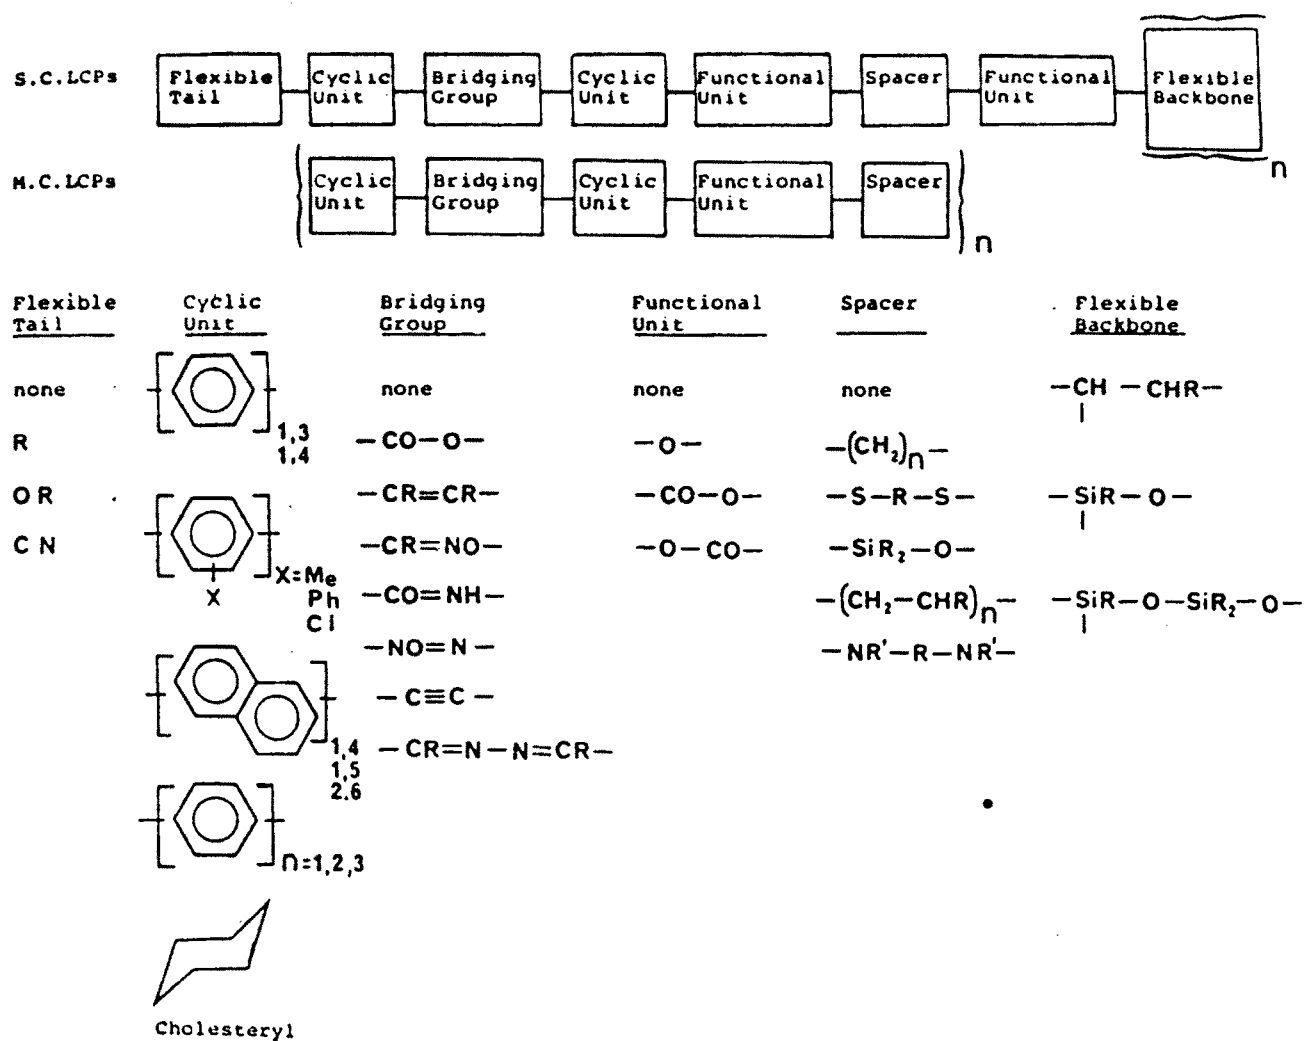 S.C.LCPs
Flexible Tail
Cyclic Unit
Bridging Group
Cyclic Unit
Functional Unit
Spacer
Functional Unit
Flexible Backbone
n
M.C.LCPs
Cyclic Unit
Bridging Group
Cyclic Unit
Functional Unit
Spacer
n
Flexible Tail
Cyclic Unit
Bridging Group
Functional Unit
Spacer
Flexible Backbone
none
none
none
none
—CH —CHR—
1,3
1,4
R
—CO—O—
—O—
—(CH₂)n—
OR
—CR=CR—
—CO—O—
—S—R—S—
—SiR—O—
CN
—CR=NO—
—O—CO—
—SiR₂—O—
X=Me
Ph
Cl
X
—CO=NH—
—(CH₂—CHR)n—
—SiR—O—SiR₂—O—
—NO=N—
—NR'—R—NR'—
—C≡C—
1,4
1,5
2.6
—CR=N—N=CR—
n=1,2,3
Cholesteryl